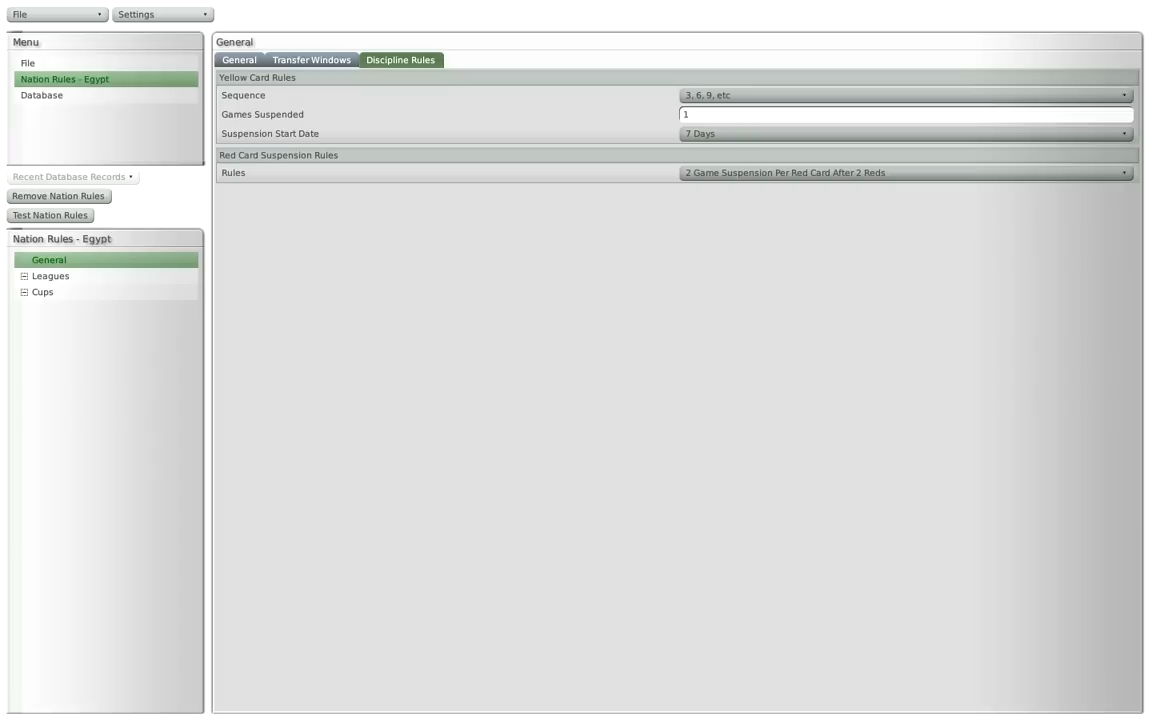 File
Settings
Menu
File
Nation Rules - Egypt
Database
Recent Database Records
Remove Nation Rules
Test Nation Rules
Nation Rules - Egypt
General
Leagues
Cups
General
General Transfer Windows Discipline Rules
Yellow Card Rules
Sequence 3, 6, 9, etc
Games Suspended 1
Suspension Start Date 7 Days
Red Card Suspension Rules
Rules 2 Game Suspension Per Red Card After 2 Reds